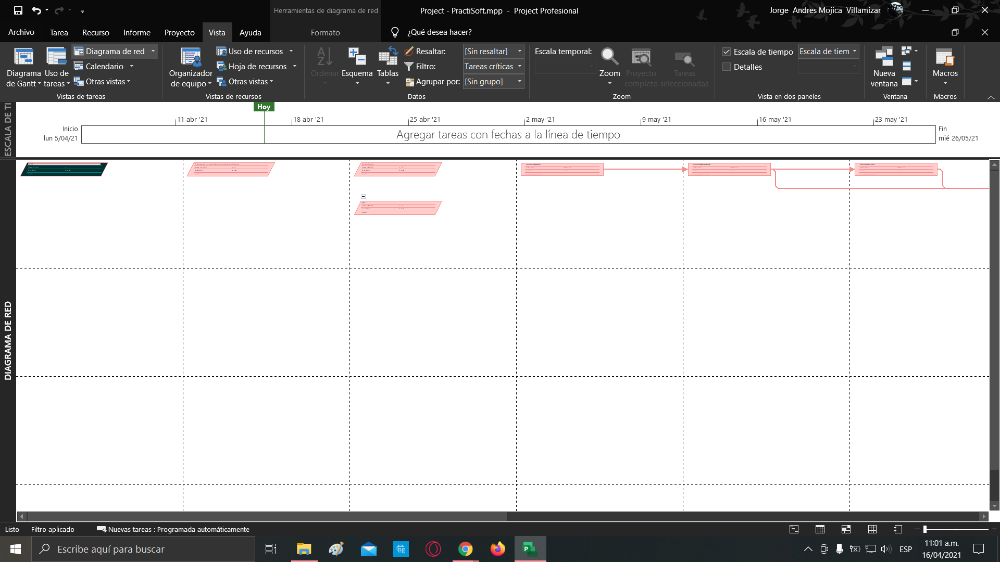 Herramientas de diagrama de red
Project - PractiSoft.mpp - Project Profesional
Jorge Andres Mojica Villamizar
Archivo Tarea Recurso Informe Proyecto Vista Ayuda Formato ¿Qué desea hacer?
Diagrama de Gantt
Uso de tareas
Diagrama de red
Calendario
Otras vistas
Vistas de tareas
Organizador de equipo
Uso de recursos
Hoja de recursos
Otras vistas
Vistas de recursos
Ordenar
Esquema
Tablas
Resaltar: [Sin resaltar]
Filtro: Tareas críticas
Agrupar por: [Sin grupo]
Datos
Escala temporal:
Zoom
Proyecto completo
Tareas seleccionadas
Zoom
Escala de tiempo Escala de tiem
Detalles
Vista en dos paneles
Nueva ventana
Ventana
Macros
Macros
ESCALA DE TI
Hoy
11 abr '21 18 abr '21 25 abr '21 2 may '21 9 may '21 16 may '21 23 may '21
Inicio
lun 5/04/21
Agregar tareas con fechas a la línea de tiempo
Fin
mié 26/05/21
DIAGRAMA DE RED
Listo Filtro aplicado Nuevas tareas : Programada automáticamente
Escribe aquí para buscar
ESP
11:01 a.m.
16/04/2021